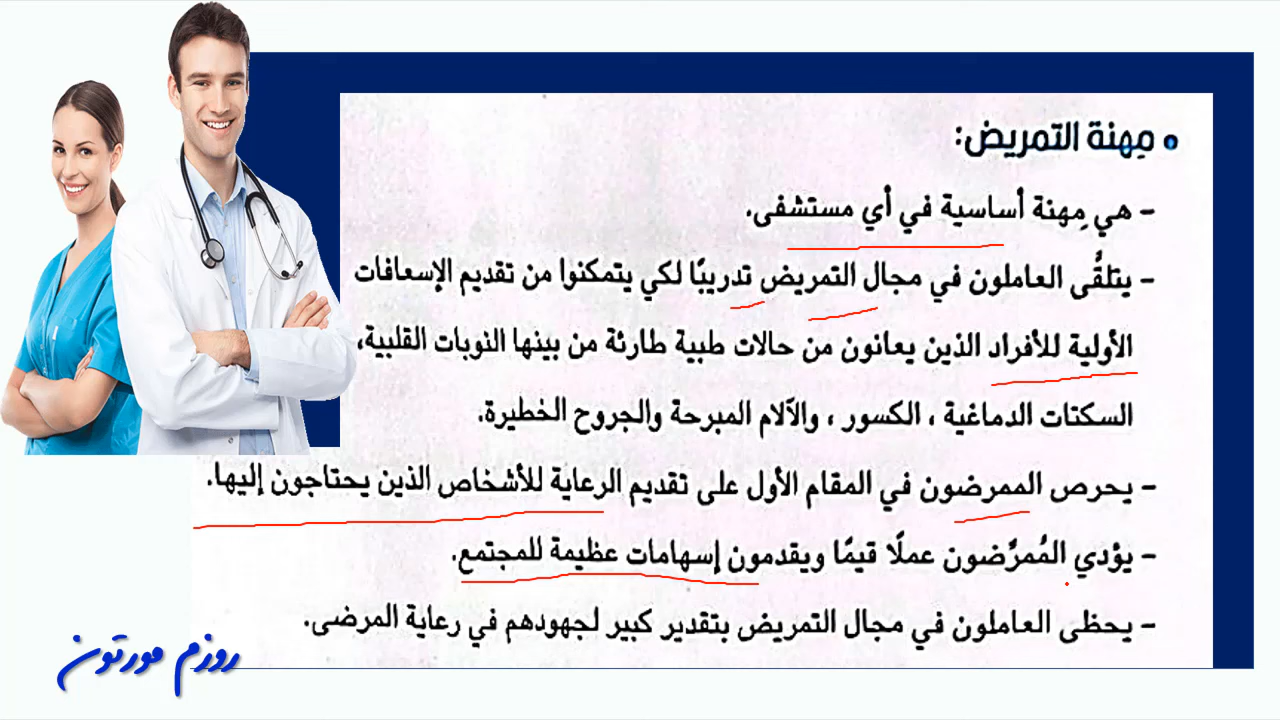 • مِهنة التمريض:
- هي مِهنة أساسية في أي مستشفى.
- يتلقَّى العاملون في مجال التمريض تدريبًا لكي يتمكنوا من تقديم الإسعافات
الأولية للأفراد الذين يعانون من حالات طبية طارئة من بينها النوبات القلبية،
السكتات الدماغية ، الكسور ، والآلام المبرحة والجروح الخطيرة.
- يحرص الممرضون في المقام الأول على تقديم الرعاية للأشخاص الذين يحتاجون إليها.
- يؤدي المُمرِّضون عملًا قيمًا ويقدمون إسهامات عظيمة للمجتمع.
- يحظى العاملون في مجال التمريض بتقدير كبير لجهودهم في رعاية المرضى.
روزم مورتون